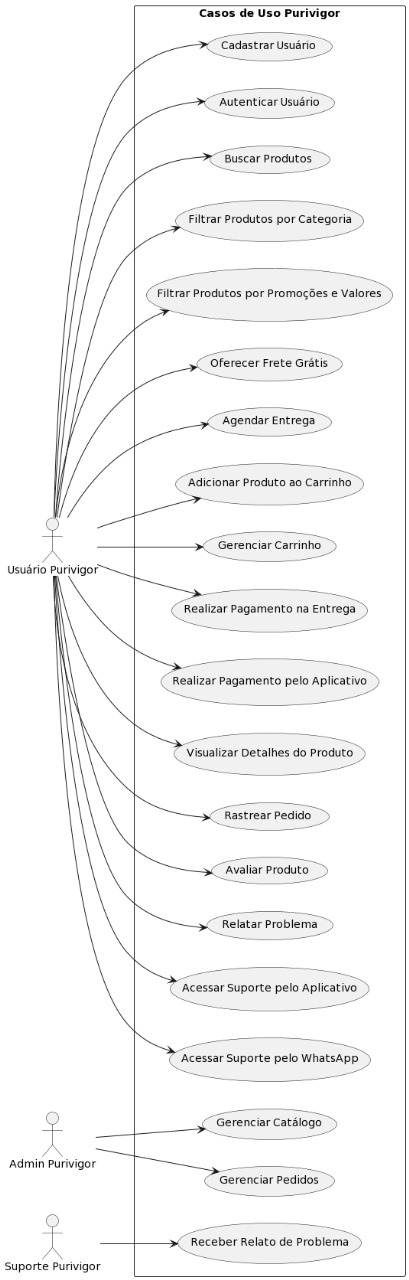 Casos de Uso Purivigor
Cadastrar Usuário
Autenticar Usuário
Buscar Produtos
Filtrar Produtos por Categoria
Filtrar Produtos por Promoções e Valores
Oferecer Frete Grátis
Agendar Entrega
Adicionar Produto ao Carrinho
Gerenciar Carrinho
Usuário Purivigor
Realizar Pagamento na Entrega
Realizar Pagamento pelo Aplicativo
Visualizar Detalhes do Produto
Rastrear Pedido
Avaliar Produto
Relatar Problema
Acessar Suporte pelo Aplicativo
Acessar Suporte pelo WhatsApp
Gerenciar Catálogo
Admin Purivigor
Gerenciar Pedidos
Receber Relato de Problema
Suporte Purivigor